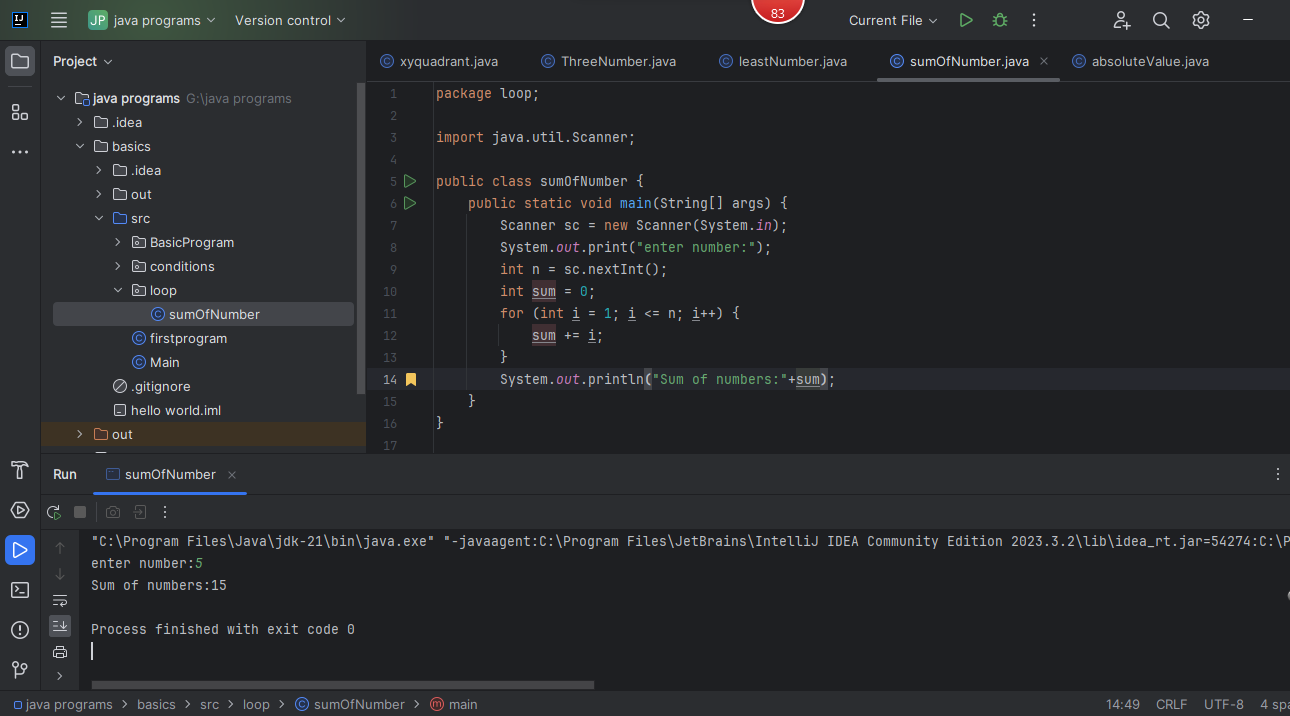 JP java programs Version control 83 Current File
Project
xyquadrant.java ThreeNumber.java leastNumber.java sumOfNumber.java absoluteValue.java
java programs G:\java programs
.idea
basics
.idea
out
src
BasicProgram
conditions
loop
sumOfNumber
firstprogram
Main
.gitignore
hello world.iml
out
1 package loop;
2
3 import java.util.Scanner;
4
5 public class sumOfNumber {
6 public static void main(String[] args) {
7 Scanner sc = new Scanner(System.in);
8 System.out.print("enter number:");
9 int n = sc.nextInt();
10 int sum = 0;
11 for (int i = 1; i <= n; i++) {
12 sum += i;
13 }
14 System.out.println("Sum of numbers:"+sum);
15 }
16 }
17
Run sumOfNumber
"C:\Program Files\Java\jdk-21\bin\java.exe" "-javaagent:C:\Program Files\JetBrains\IntelliJ IDEA Community Edition 2023.3.2\lib\idea_rt.jar=54274:C:\P
enter number:5
Sum of numbers:15
Process finished with exit code 0
java programs > basics > src > loop > sumOfNumber > main 14:49 CRLF UTF-8 4 spa